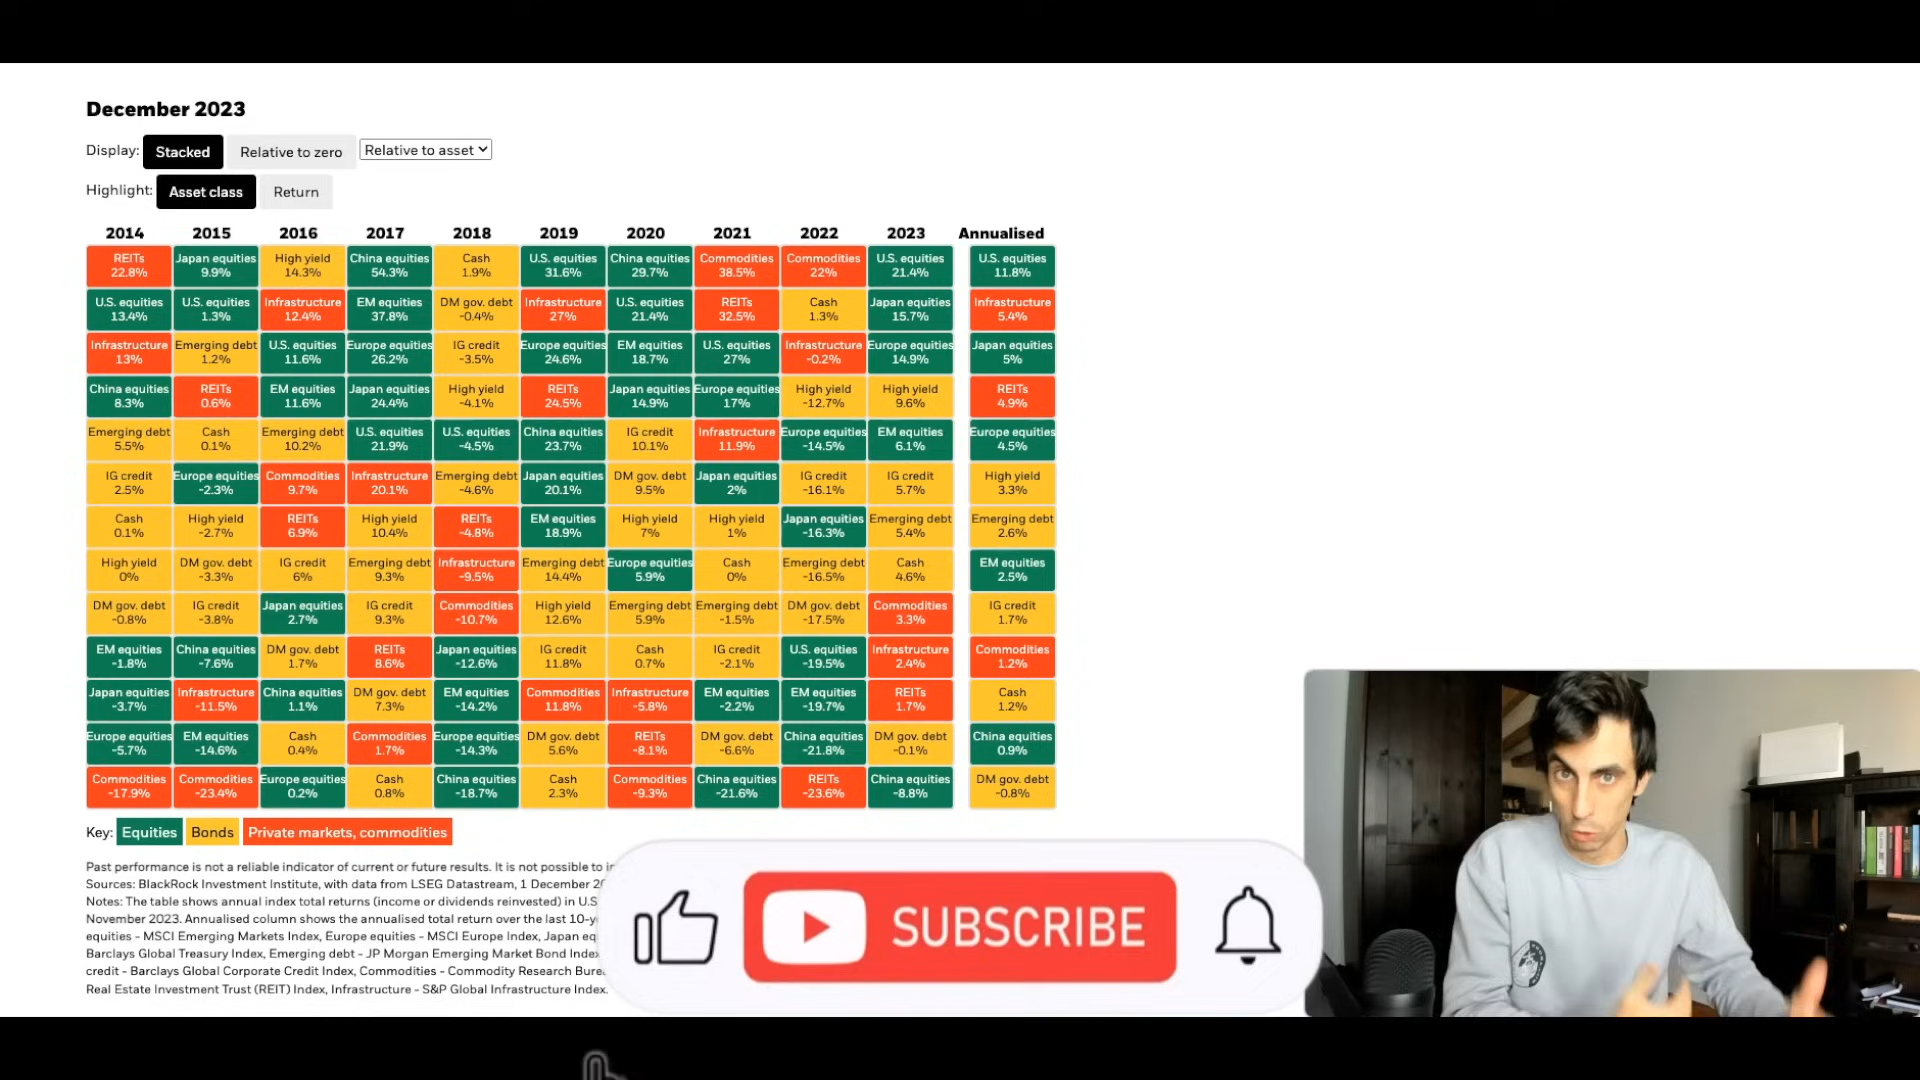 December 2023
Display: Stacked Relative to zero Relative to asset
Highlight: Asset class Return
2014 2015 2016 2017 2018 2019 2020 2021 2022 2023 Annualised
REITs Japan equities High yield China equities Cash U.S. equities China equities Commodities Commodities U.S. equities U.S. equities
22.8% 9.9% 14.3% 54.3% 1.9% 31.6% 29.7% 38.5% 22% 21.4% 11.8%
U.S. equities U.S. equities Infrastructure EM equities DM gov. debt Infrastructure U.S. equities REITs Cash Japan equities Infrastructure
13.4% 1.3% 12.4% 37.8% -0.4% 27% 21.4% 32.5% 1.3% 15.7% 5.4%
Infrastructure Emerging debt U.S. equities Europe equities IG credit Europe equities EM equities U.S. equities Infrastructure Europe equities Japan equities
13% 1.2% 11.6% 26.2% -3.5% 24.6% 18.7% 27% -0.2% 14.9% 5%
China equities REITs EM equities Japan equities High yield REITs Japan equities Europe equities High yield High yield REITs
8.3% 0.6% 11.6% 24.4% -4.1% 24.5% 14.9% 17% -12.7% 9.6% 4.9%
Emerging debt Cash Emerging debt U.S. equities U.S. equities China equities IG credit Infrastructure Europe equities EM equities Europe equities
5.5% 0.1% 10.2% 21.9% -4.5% 23.7% 10.1% 11.9% -14.5% 6.1% 4.5%
IG credit Europe equities Commodities Infrastructure Emerging debt Japan equities DM gov. debt Japan equities IG credit IG credit High yield
2.5% -2.3% 9.7% 20.1% -4.6% 20.1% 9.5% 2% -16.1% 5.7% 3.3%
Cash High yield REITs High yield REITs EM equities High yield High yield Japan equities Emerging debt Emerging debt
0.1% -2.7% 6.9% 10.4% -4.8% 18.9% 7% 1% -16.3% 5.4% 2.6%
High yield DM gov. debt IG credit Emerging debt Infrastructure Emerging debt Europe equities Cash Emerging debt Cash EM equities
0% -3.3% 6% 9.3% -9.5% 14.4% 5.9% 0% -16.5% 4.6% 2.5%
DM gov. debt IG credit Japan equities IG credit Commodities High yield Emerging debt Emerging debt DM gov. debt Commodities IG credit
-0.8% -3.8% 2.7% 9.3% -10.7% 12.6% 5.9% -1.5% -17.5% 3.3% 1.7%
EM equities China equities DM gov. debt REITs Japan equities IG credit Cash IG credit U.S. equities Infrastructure Commodities
-1.8% -7.6% 1.7% 8.6% -12.6% 11.8% 0.7% -2.1% -19.5% 2.4% 1.2%
Japan equities Infrastructure China equities DM gov. debt EM equities Commodities Infrastructure EM equities EM equities REITs Cash
-3.7% -11.5% 1.1% 7.3% -14.2% 11.8% -5.8% -2.2% -19.7% 1.7% 1.2%
Europe equities EM equities Cash Commodities Europe equities DM gov. debt REITs DM gov. debt China equities DM gov. debt China equities
-5.7% -14.6% 0.4% 1.7% -14.3% 5.6% -8.1% -6.6% -21.8% -0.1% 0.9%
Commodities Commodities Europe equities Cash China equities Cash Commodities China equities REITs China equities DM gov. debt
-17.9% -23.4% 0.2% 0.8% -18.7% 2.3% -9.3% -21.6% -23.6% -8.8% -0.8%
Key: Equities Bonds Private markets, commodities
Past performance is not a reliable indicator of current or future results. It is not possible to
Sources: BlackRock Investment Institute, with data from LSEG Datastream, 1 December
Notes: The table shows annual index total returns (income or dividends reinvested) in U.S
November 2023. Annualised column shows the annualised total return over the last 10-y
equities - MSCI Emerging Markets Index, Europe equities - MSCI Europe Index, Japan eq
Barclays Global Treasury Index, Emerging debt - JP Morgan Emerging Market Bond Index
credit - Barclays Global Corporate Credit Index, Commodities - Commodity Research Bure
Real Estate Investment Trust (REIT) Index, Infrastructure - S&P Global Infrastructure Index.
SUBSCRIBE